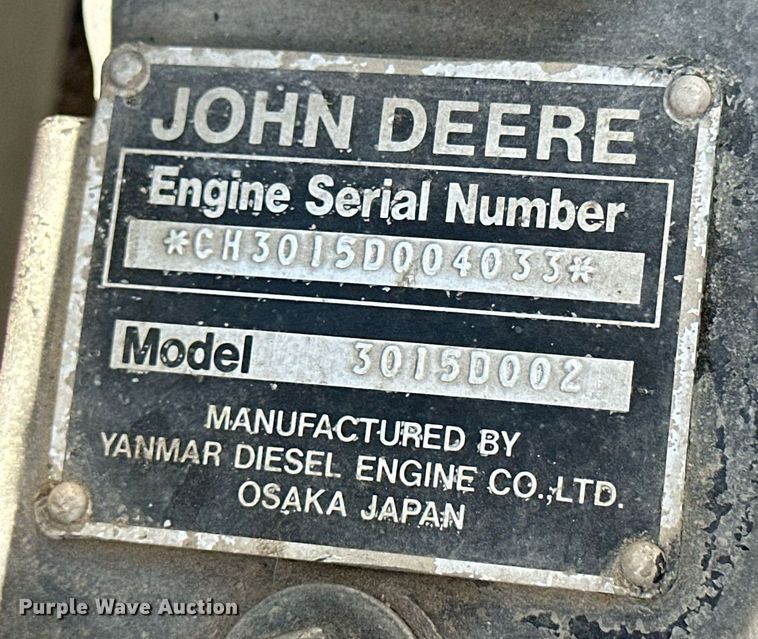 JOHN DEERE
Engine Serial Number
*CH3015D004033*
Model 3015D002
MANUFACTURED BY
YANMAR DIESEL ENGINE CO.,LTD.
OSAKA JAPAN
Purple Wave Auction